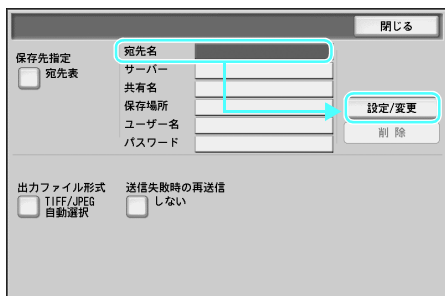 閉じる
保存先指定
宛先表
宛先名
サーバー
共有名
保存場所
ユーザー名
パスワード
設定/変更
削 除
出力ファイル形式
TIFF/JPEG
自動選択
送信失敗時の再送信
しない